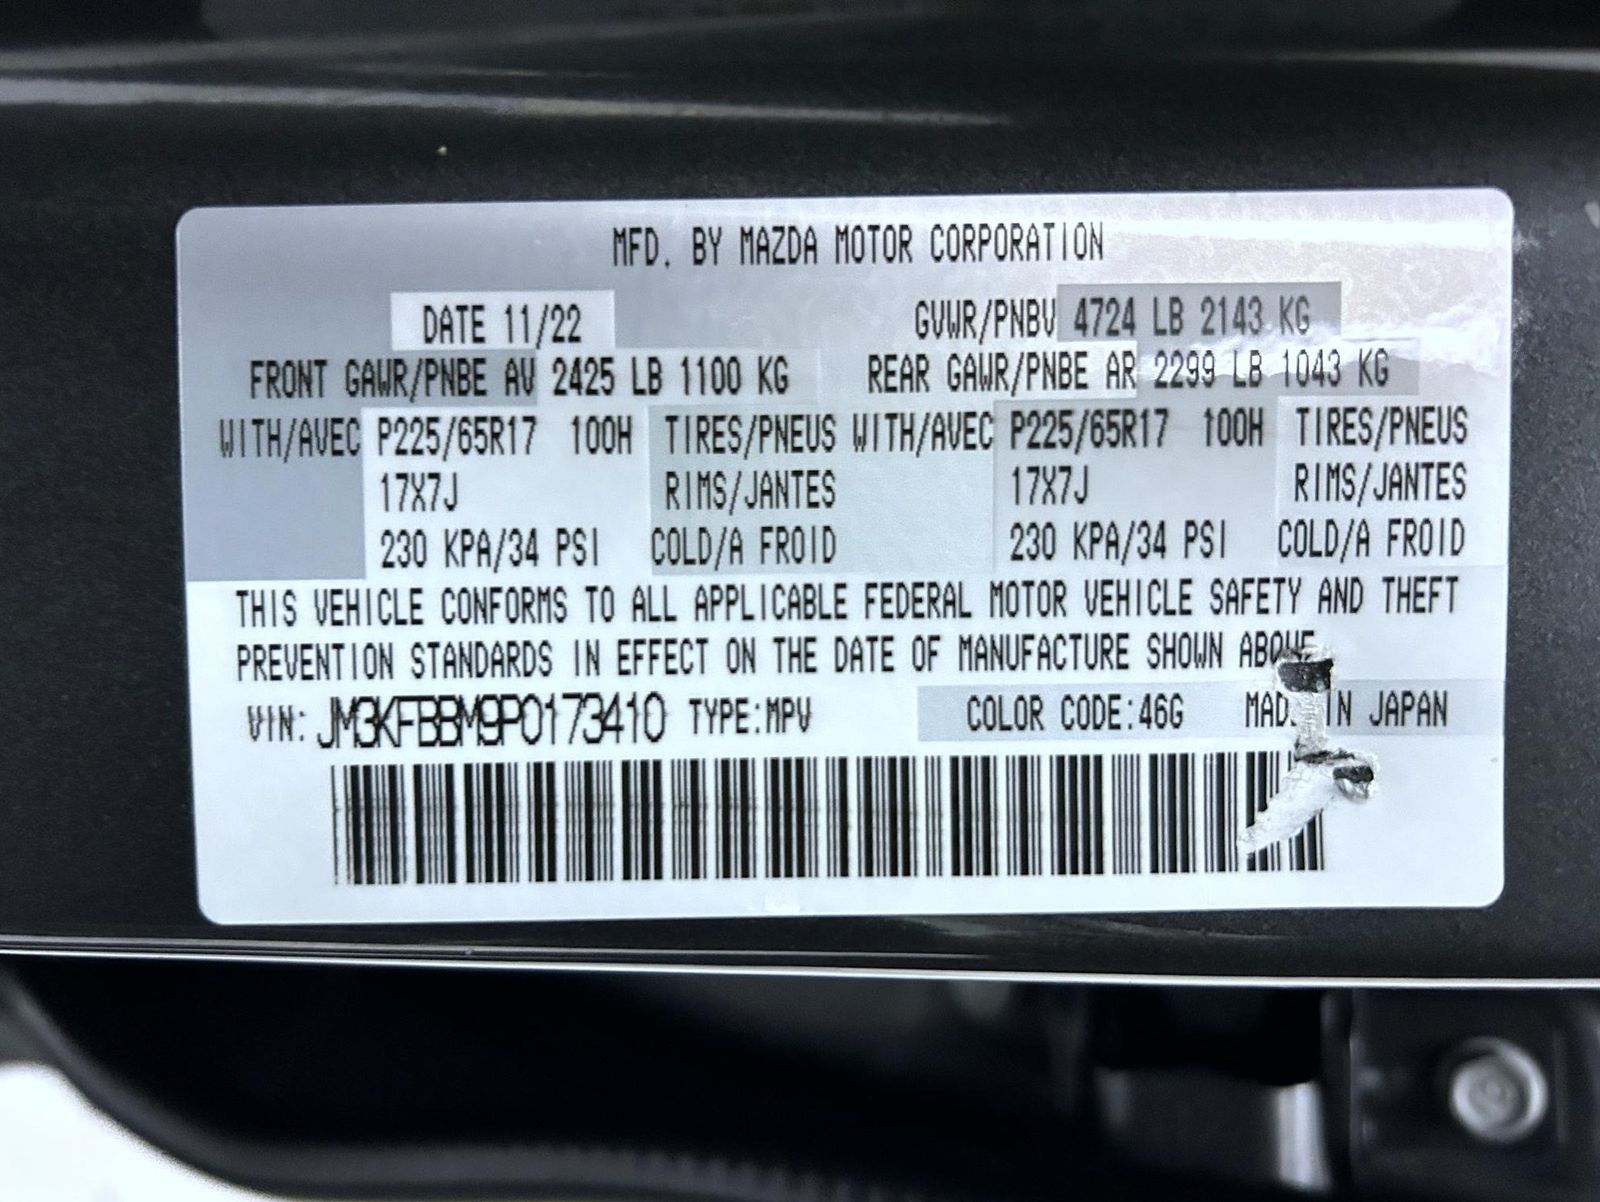 MFD. BY MAZDA MOTOR CORPORATION
DATE 11/22 GVWR/PNBV 4724 LB 2143 KG
FRONT GAWR/PNBE AV 2425 LB 1100 KG REAR GAWR/PNBE AR 2299 LB 1043 KG
WITH/AVEC P225/65R17 100H TIRES/PNEUS WITH/AVEC P225/65R17 100H TIRES/PNEUS
17X7J RIMS/JANTES 17X7J RIMS/JANTES
230 KPA/34 PSI COLD/A FROID 230 KPA/34 PSI COLD/A FROID
THIS VEHICLE CONFORMS TO ALL APPLICABLE FEDERAL MOTOR VEHICLE SAFETY AND THEFT
PREVENTION STANDARDS IN EFFECT ON THE DATE OF MANUFACTURE SHOWN ABOVE
VIN: JM3KFBBM9P0173410 TYPE:MPV COLOR CODE:46G MADE IN JAPAN